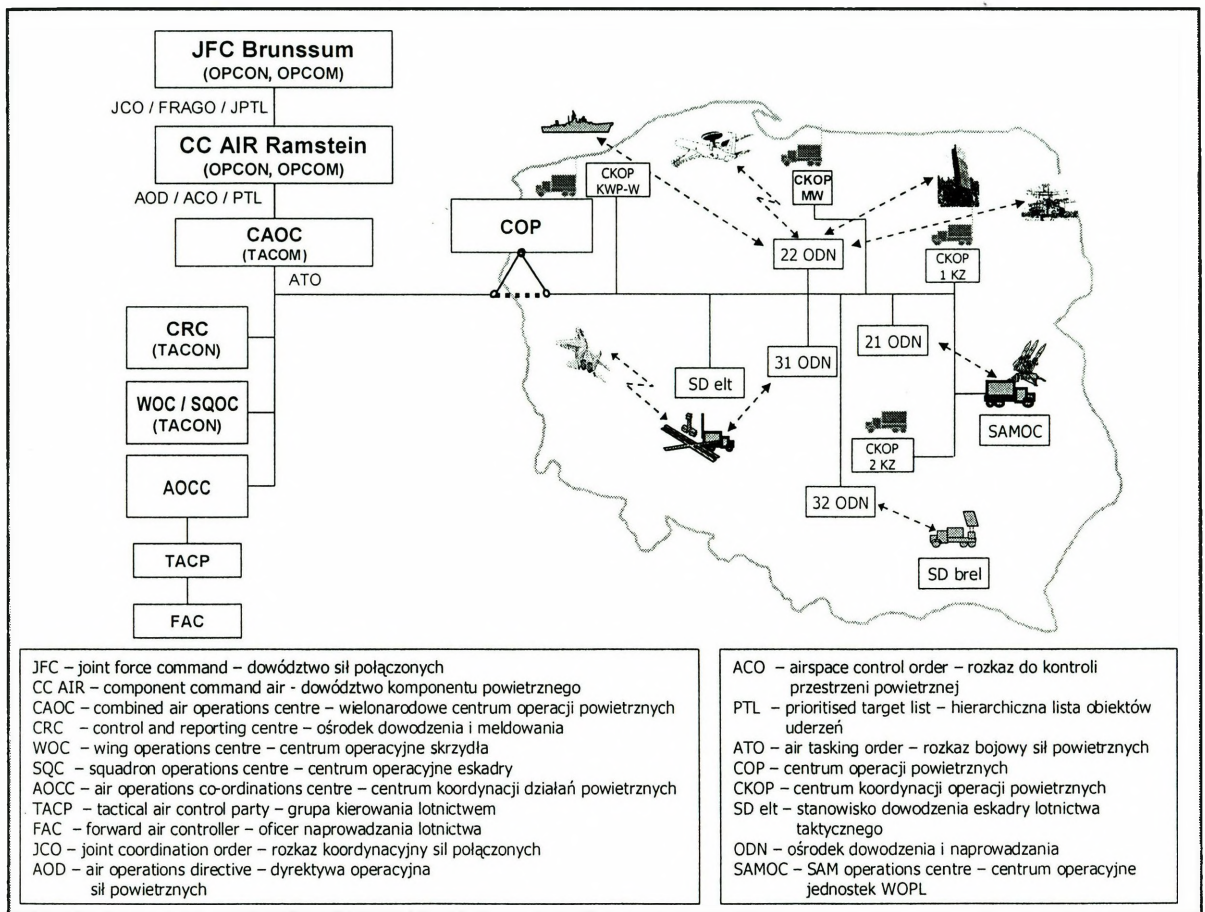 JFC Brunssum
(OPCON, OPCOM)
JCO / FRAGO / JPTL
CC AIR Ramstein
(OPCON, OPCOM)
AOD / ACO / PTL
CAOC
(TACOM)
ATO
CRC
(TACON)
WOC / SQOC
(TACON)
AOCC
TACP
FAC
COP
CKOP
KWP-W
CKOP
MW
22 ODN
CKOP
1 KZ
21 ODN
31 ODN
SD elt
SAMOC
CKOP
2 KZ
32 ODN
SD brel
JFC – joint force command – dowództwo sił połączonych
CC AIR – component command air - dowództwo komponentu powietrznego
CAOC – combined air operations centre – wielonarodowe centrum operacji powietrznych
CRC – control and reporting centre – ośrodek dowodzenia i meldowania
WOC – wing operations centre – centrum operacyjne skrzydła
SQC – squadron operations centre – centrum operacyjne eskadry
AOCC – air operations co-ordinations centre – centrum koordynacji działań powietrznych
TACP – tactical air control party – grupa kierowania lotnictwem
FAC – forward air controller – oficer naprowadzania lotnictwa
JCO – joint coordination order – rozkaz koordynacyjny sil połączonych
AOD – air operations directive – dyrektywa operacyjna
sił powietrznych
ACO – airspace control order – rozkaz do kontroli
przestrzeni powietrznej
PTL – prioritised target list – hierarchiczna lista obiektów
uderzeń
ATO – air tasking order – rozkaz bojowy sił powietrznych
COP – centrum operacji powietrznych
CKOP – centrum koordynacji operacji powietrznych
SD elt – stanowisko dowodzenia eskadry lotnictwa
taktycznego
ODN – ośrodek dowodzenia i naprowadzania
SAMOC – SAM operations centre – centrum operacyjne
jednostek WOPL